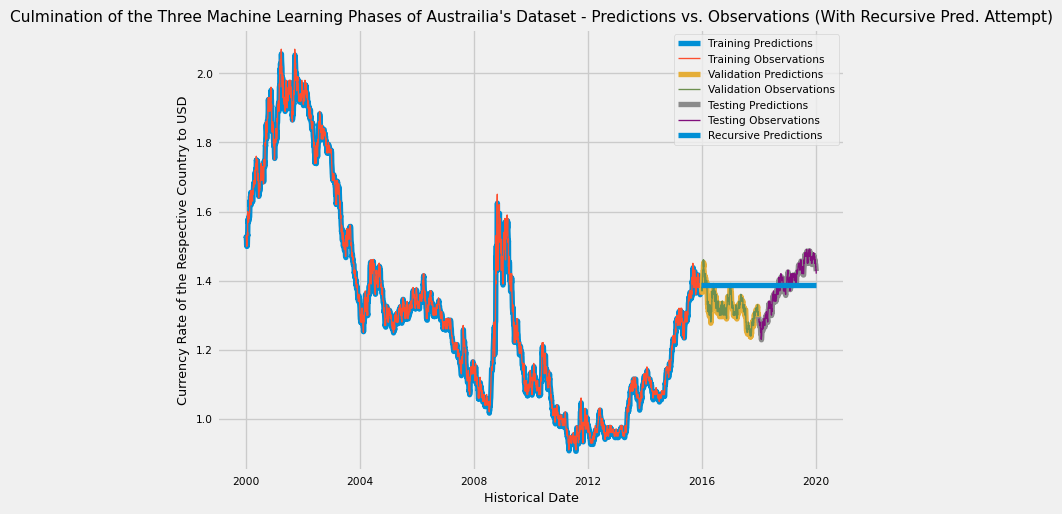 Culmination of the Three Machine Learning Phases of Austrailia's Dataset - Predictions vs. Observations (With Recursive Pred. Attempt)
Training Predictions
Training Observations
Validation Predictions
Validation Observations
Testing Predictions
Testing Observations
Recursive Predictions
Currency Rate of the Respective Country to USD
2.0
1.8
1.6
1.4
1.2
1.0
2000 2004 2008 2012 2016 2020
Historical Date